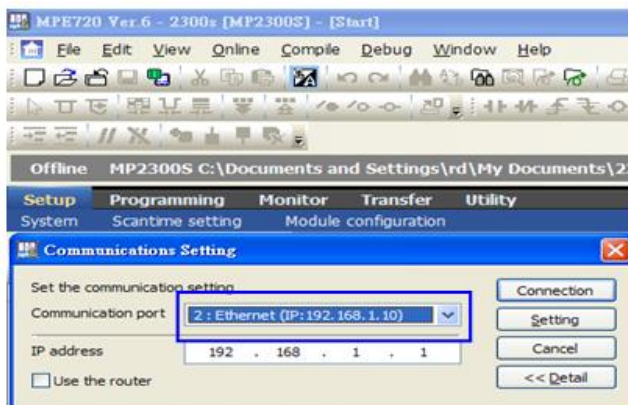 MPE720 Ver.6 - 2300s [MP2300S] - [Start]
File Edit View Online Compile Debug Window Help
Offline MP2300S C:\Documents and Settings\rd\My Documents\2
Setup Programming Monitor Transfer Utility
System Scantime setting Module configuration
Communications Setting
Set the communication setting
Connection
Communication port 2 : Ethernet (IP:192.168.1.10)
Setting
IP address 192 . 168 . 1 . 1
Cancel
Use the router
<< Detail